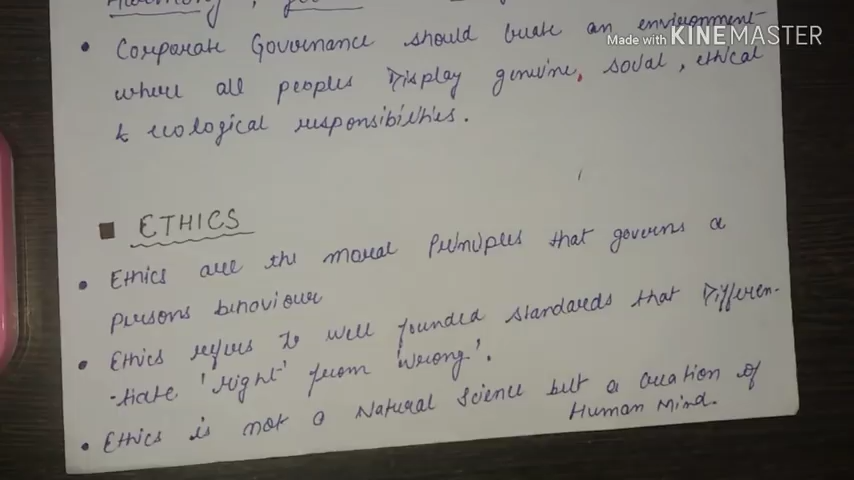 Corporate Governance should create an environment
Made with KINEMASTER
where all peoples Display genuine, social, ethical
& ecological responsibilities.
ETHICS
Ethics are the moral Principles that governs a
persons behaviour
Ethics refers to well founded standards that Differen-
-tiate 'right' from 'wrong'.
Ethics is not a Natural Science but a creation of
Human Mind.